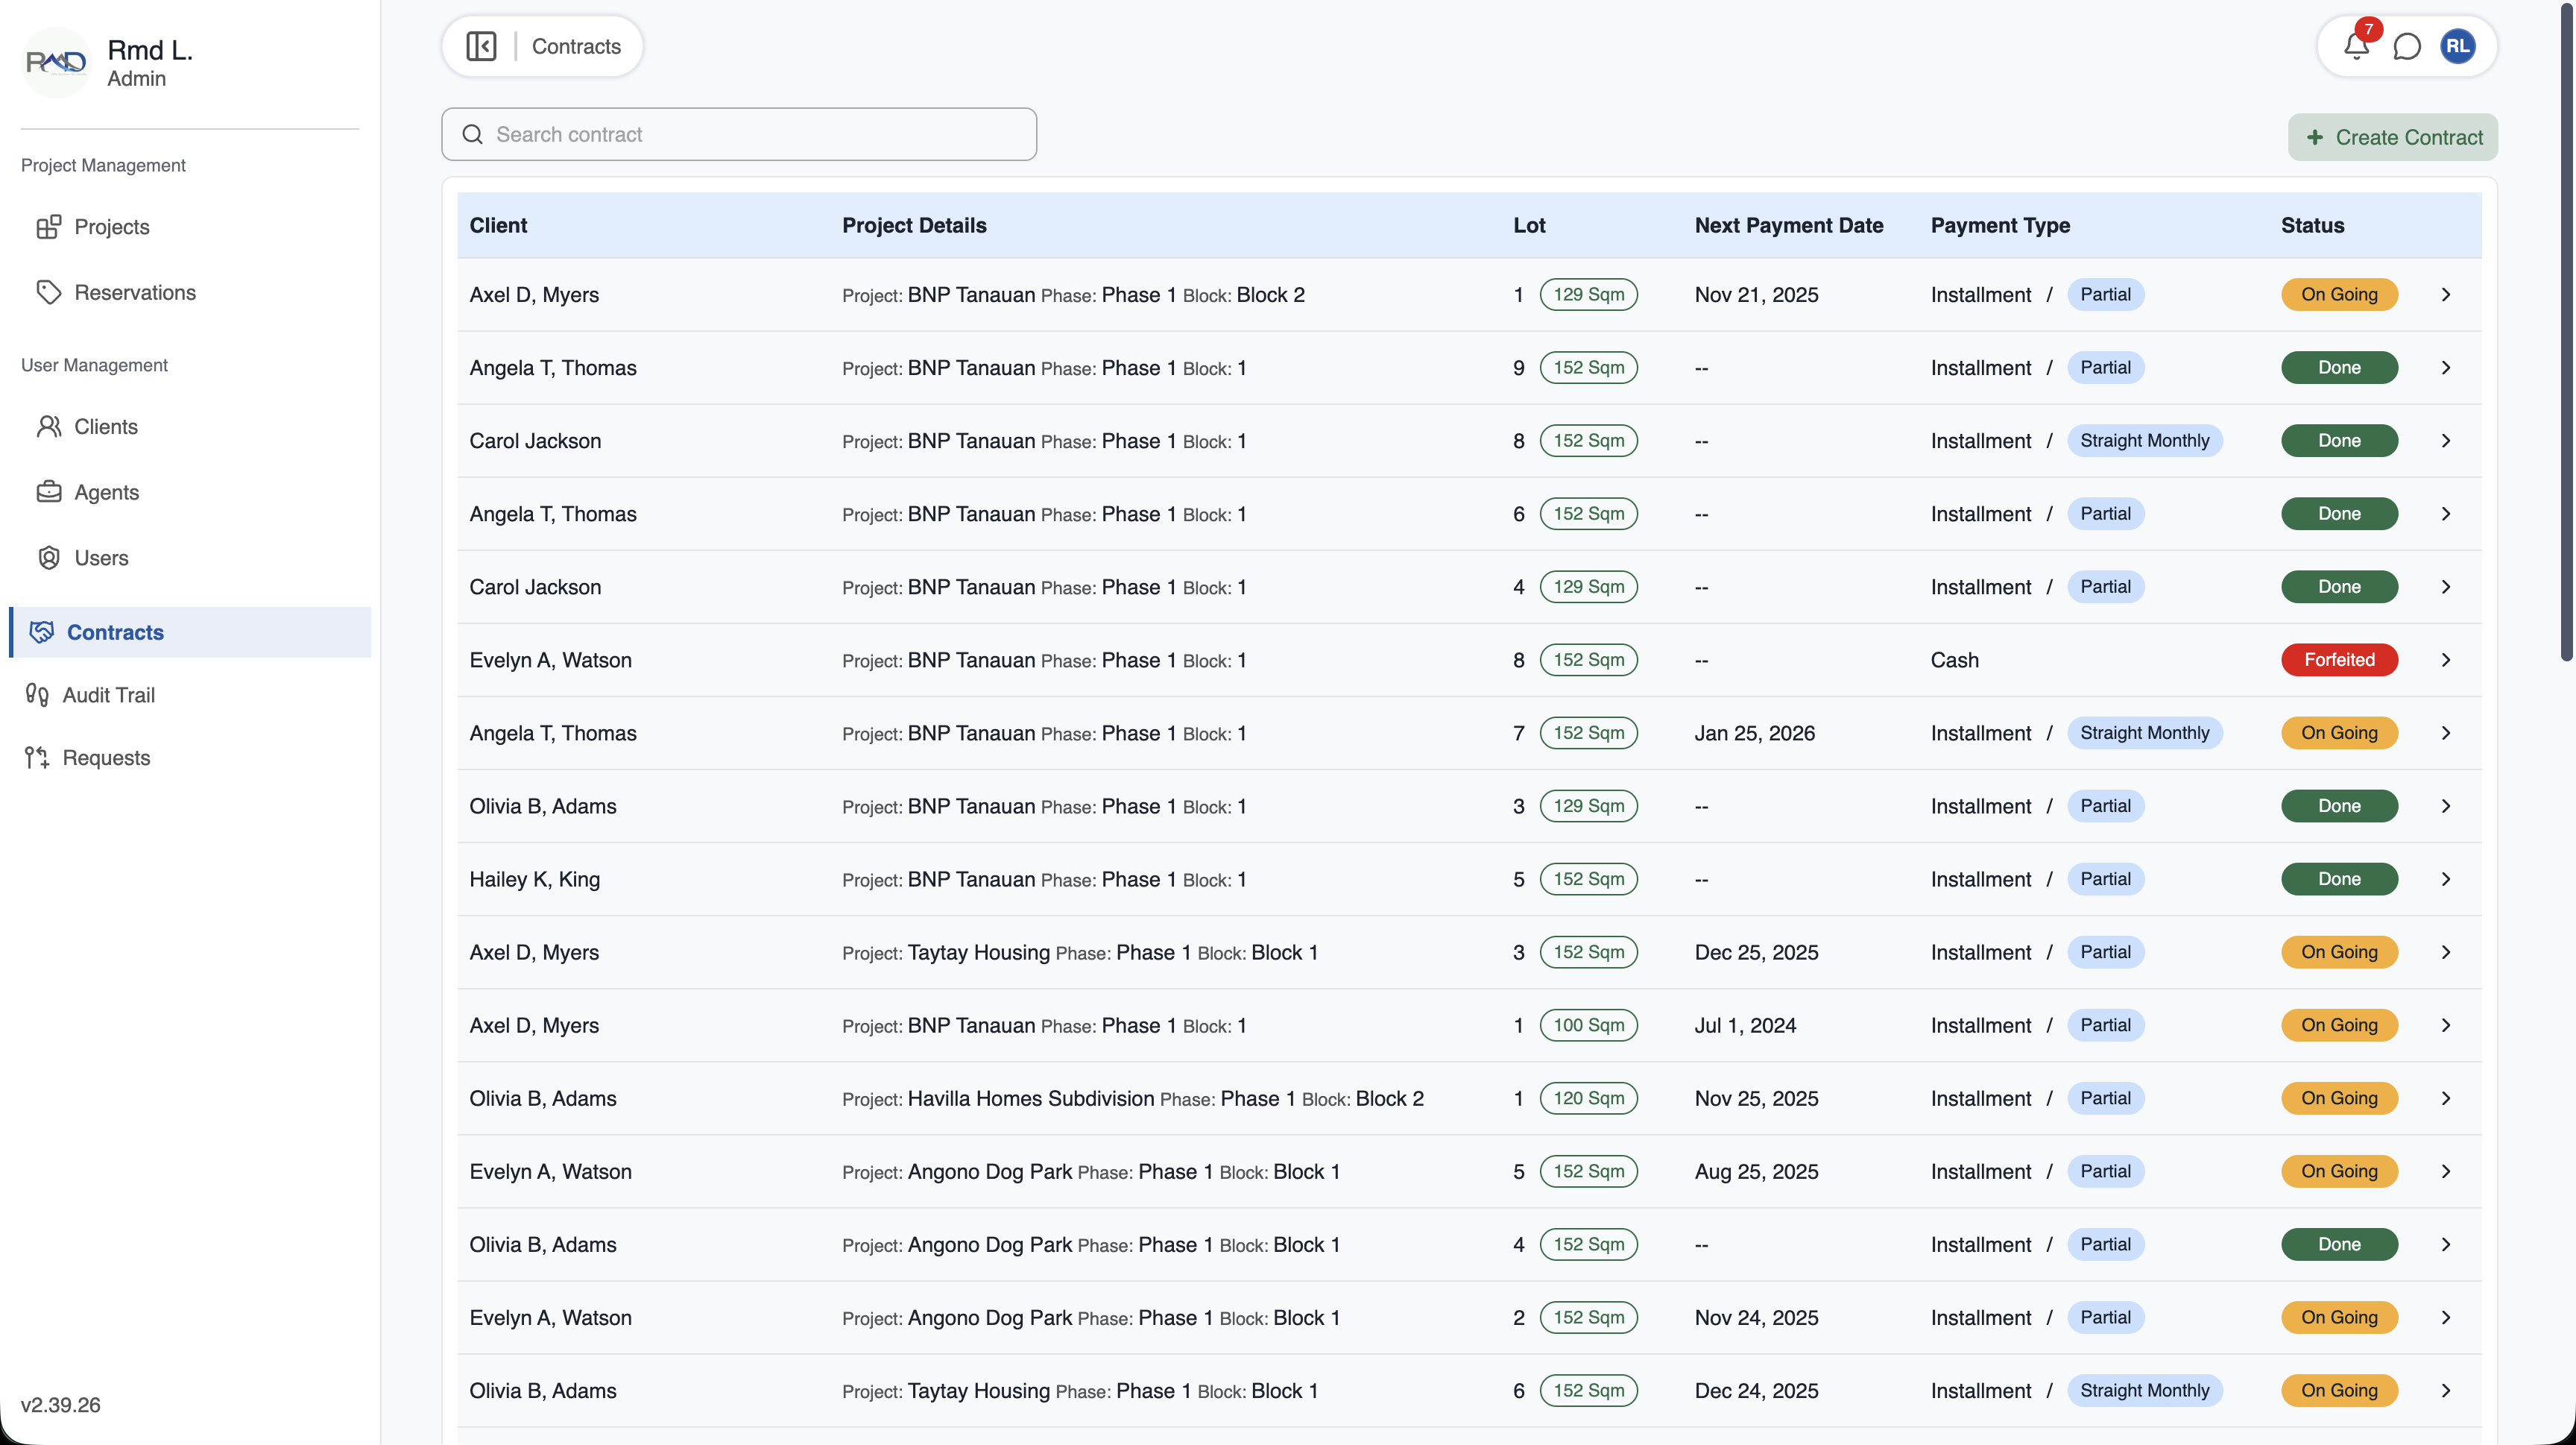 RMD
Rmd L.
Admin
Project Management
Projects
Reservations
User Management
Clients
Agents
Users
Contracts
Audit Trail
Requests
v2.39.26
Contracts
7
RL
Search contract
+ Create Contract
Client Project Details Lot Next Payment Date Payment Type Status
Axel D, Myers Project: BNP Tanauan Phase: Phase 1 Block: Block 2 1 129 Sqm Nov 21, 2025 Installment / Partial On Going
Angela T, Thomas Project: BNP Tanauan Phase: Phase 1 Block: 1 9 152 Sqm -- Installment / Partial Done
Carol Jackson Project: BNP Tanauan Phase: Phase 1 Block: 1 8 152 Sqm -- Installment / Straight Monthly Done
Angela T, Thomas Project: BNP Tanauan Phase: Phase 1 Block: 1 6 152 Sqm -- Installment / Partial Done
Carol Jackson Project: BNP Tanauan Phase: Phase 1 Block: 1 4 129 Sqm -- Installment / Partial Done
Evelyn A, Watson Project: BNP Tanauan Phase: Phase 1 Block: 1 8 152 Sqm -- Cash Forfeited
Angela T, Thomas Project: BNP Tanauan Phase: Phase 1 Block: 1 7 152 Sqm Jan 25, 2026 Installment / Straight Monthly On Going
Olivia B, Adams Project: BNP Tanauan Phase: Phase 1 Block: 1 3 129 Sqm -- Installment / Partial Done
Hailey K, King Project: BNP Tanauan Phase: Phase 1 Block: 1 5 152 Sqm -- Installment / Partial Done
Axel D, Myers Project: Taytay Housing Phase: Phase 1 Block: Block 1 3 152 Sqm Dec 25, 2025 Installment / Partial On Going
Axel D, Myers Project: BNP Tanauan Phase: Phase 1 Block: 1 1 100 Sqm Jul 1, 2024 Installment / Partial On Going
Olivia B, Adams Project: Havilla Homes Subdivision Phase: Phase 1 Block: Block 2 1 120 Sqm Nov 25, 2025 Installment / Partial On Going
Evelyn A, Watson Project: Angono Dog Park Phase: Phase 1 Block: Block 1 5 152 Sqm Aug 25, 2025 Installment / Partial On Going
Olivia B, Adams Project: Angono Dog Park Phase: Phase 1 Block: Block 1 4 152 Sqm -- Installment / Partial Done
Evelyn A, Watson Project: Angono Dog Park Phase: Phase 1 Block: Block 1 2 152 Sqm Nov 24, 2025 Installment / Partial On Going
Olivia B, Adams Project: Taytay Housing Phase: Phase 1 Block: Block 1 6 152 Sqm Dec 24, 2025 Installment / Straight Monthly On Going